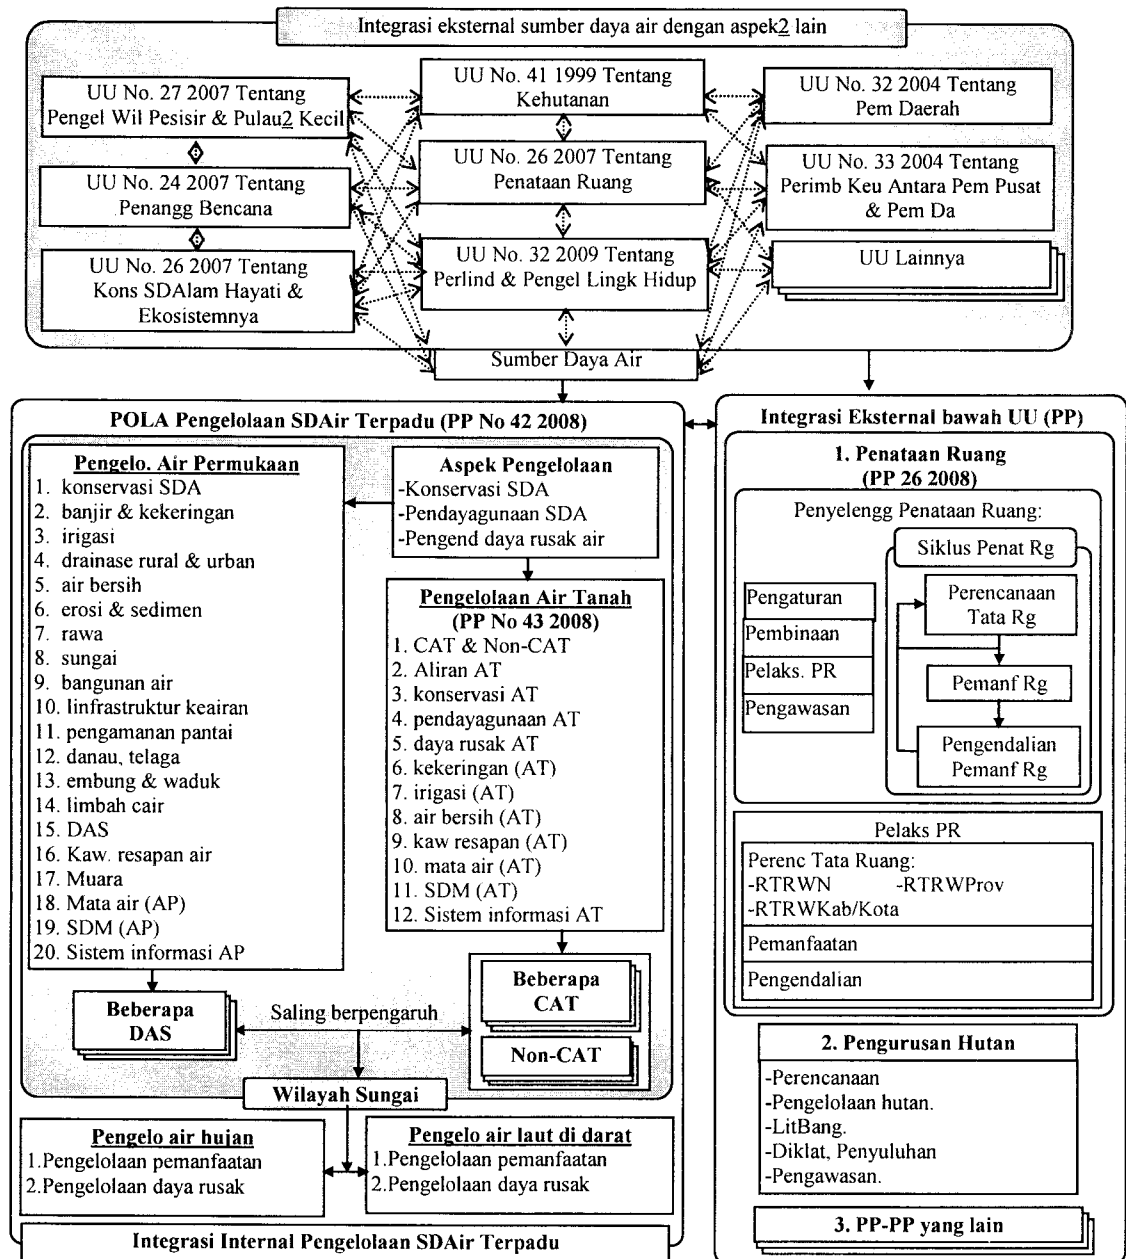 Integrasi eksternal sumber daya air dengan aspek2 lain
UU No. 27 2007 Tentang
Pengel Wil Pesisir & Pulau2 Kecil
UU No. 24 2007 Tentang
Penangg Bencana
UU No. 26 2007 Tentang
Kons SDAlam Hayati &
Ekosistemnya
UU No. 41 1999 Tentang
Kehutanan
UU No. 26 2007 Tentang
Penataan Ruang
UU No. 32 2009 Tentang
Perlind & Pengel Lingk Hidup
UU No. 32 2004 Tentang
Pem Daerah
UU No. 33 2004 Tentang
Perimb Keu Antara Pem Pusat
& Pem Da
UU Lainnya
Sumber Daya Air
POLA Pengelolaan SDAir Terpadu (PP No 42 2008)
Pengelo. Air Permukaan
1. konservasi SDA
2. banjir & kekeringan
3. irigasi
4. drainase rural & urban
5. air bersih
6. erosi & sedimen
7. rawa
8. sungai
9. bangunan air
10. linfrastruktur keairan
11. pengamanan pantai
12. danau, telaga
13. embung & waduk
14. limbah cair
15. DAS
16. Kaw. resapan air
17. Muara
18. Mata air (AP)
19. SDM (AP)
20. Sistem informasi AP
Aspek Pengelolaan
-Konservasi SDA
-Pendayagunaan SDA
-Pengend daya rusak air
Pengelolaan Air Tanah
(PP No 43 2008)
1. CAT & Non-CAT
2. Aliran AT
3. konservasi AT
4. pendayagunaan AT
5. daya rusak AT
6. kekeringan (AT)
7. irigasi (AT)
8. air bersih (AT)
9. kaw resapan (AT)
10. mata air (AT)
11. SDM (AT)
12. Sistem informasi AT
Beberapa
DAS
Saling berpengaruh
Beberapa
CAT
Non-CAT
Wilayah Sungai
Pengelo air hujan
1.Pengelolaan pemanfaatan
2.Pengelolaan daya rusak
Pengelo air laut di darat
1.Pengelolaan pemanfaatan
2.Pengelolaan daya rusak
Integrasi Internal Pengelolaan SDAir Terpadu
Integrasi Eksternal bawah UU (PP)
1. Penataan Ruang
(PP 26 2008)
Penyelengg Penataan Ruang:
Siklus Penat Rg
Pengaturan
Pembinaan
Pelaks. PR
Pengawasan
Perencanaan
Tata Rg
Pemanf Rg
Pengendalian
Pemanf Rg
Pelaks PR
Perenc Tata Ruang:
-RTRWN -RTRWProv
-RTRWKab/Kota
Pemanfaatan
Pengendalian
2. Pengurusan Hutan
-Perencanaan
-Pengelolaan hutan.
-LitBang.
-Diklat, Penyuluhan
-Pengawasan.
3. PP-PP yang lain